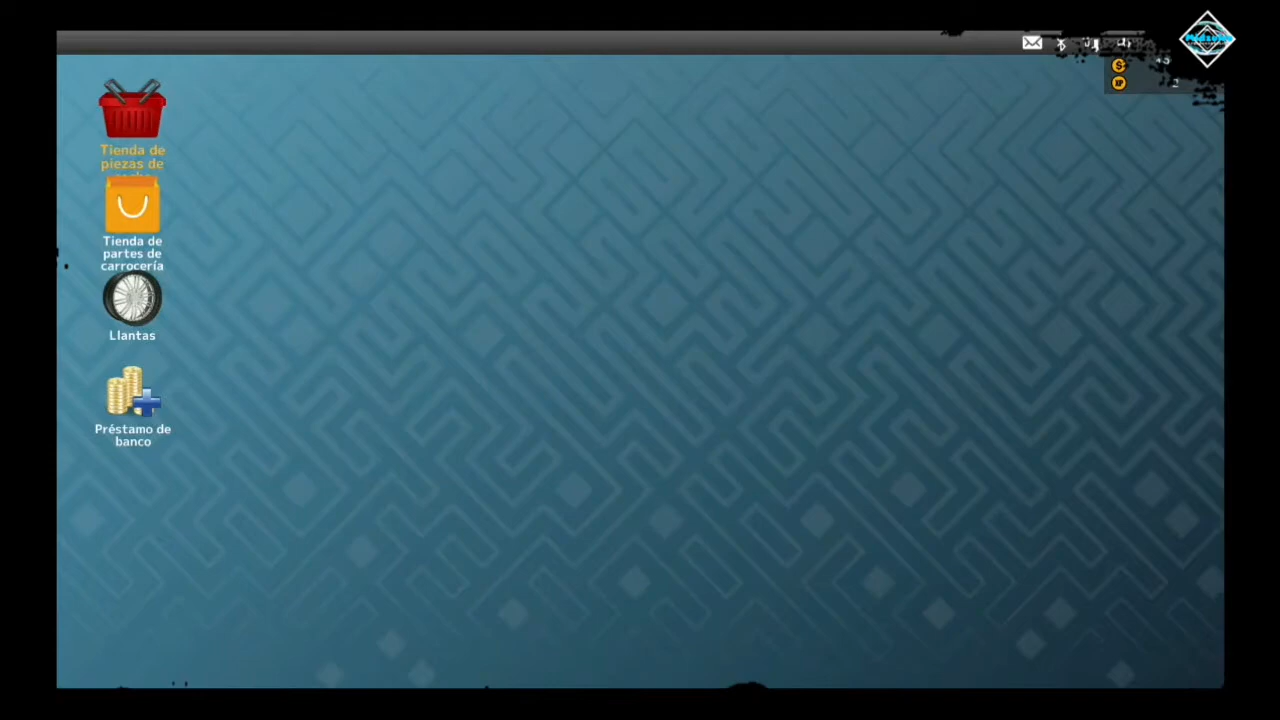 Tienda de
piezas de
Tienda de
partes de
carrocería
Llantas
Préstamo de
banco